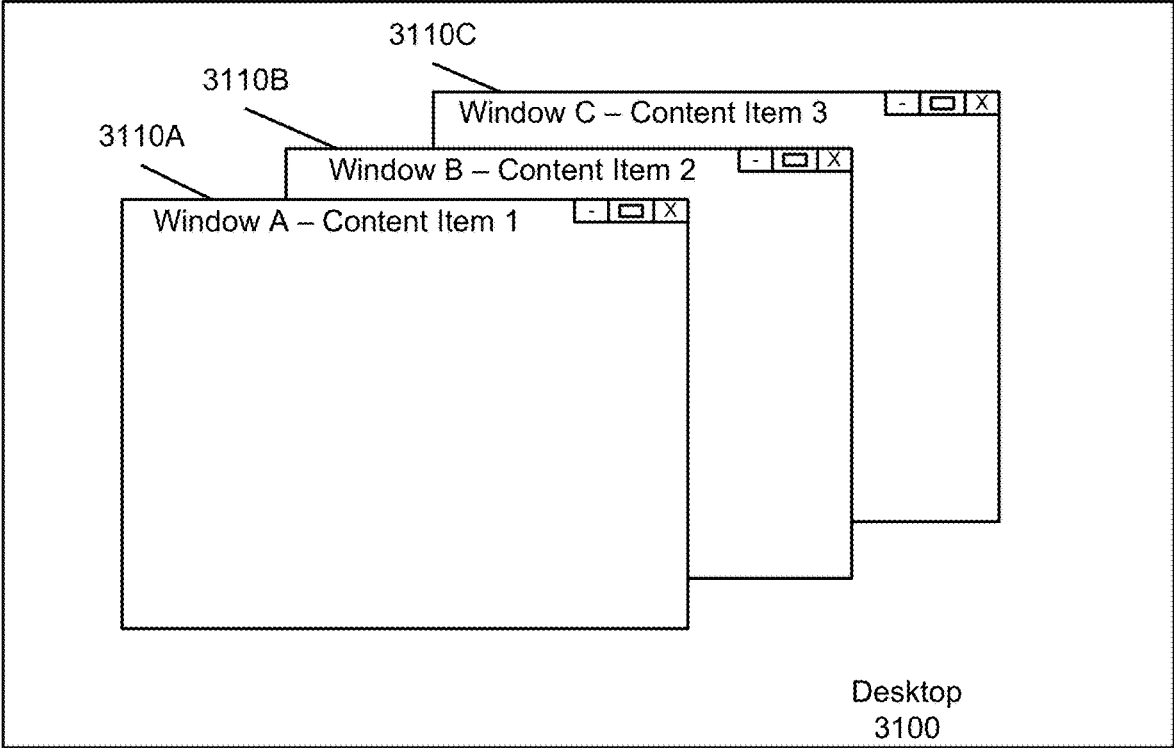 3110C
3110B
3110A
Window C – Content Item 3
- X
Window B – Content Item 2
- X
Window A – Content Item 1
- X
Desktop
3100